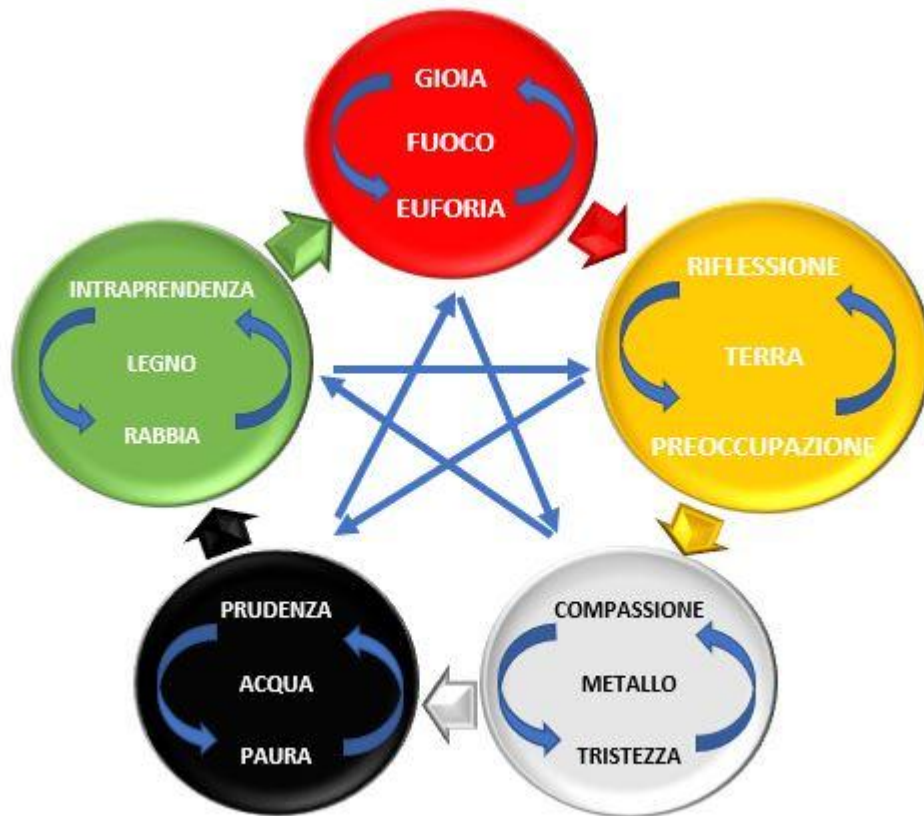 GIOIA
FUOCO
EUFORIA
INTRAPRENDENZA
LEGNO
RABBIA
RIFLESSIONE
TERRA
PREOCCUPAZIONE
PRUDENZA
ACQUA
PAURA
COMPASSIONE
METALLO
TRISTEZZA